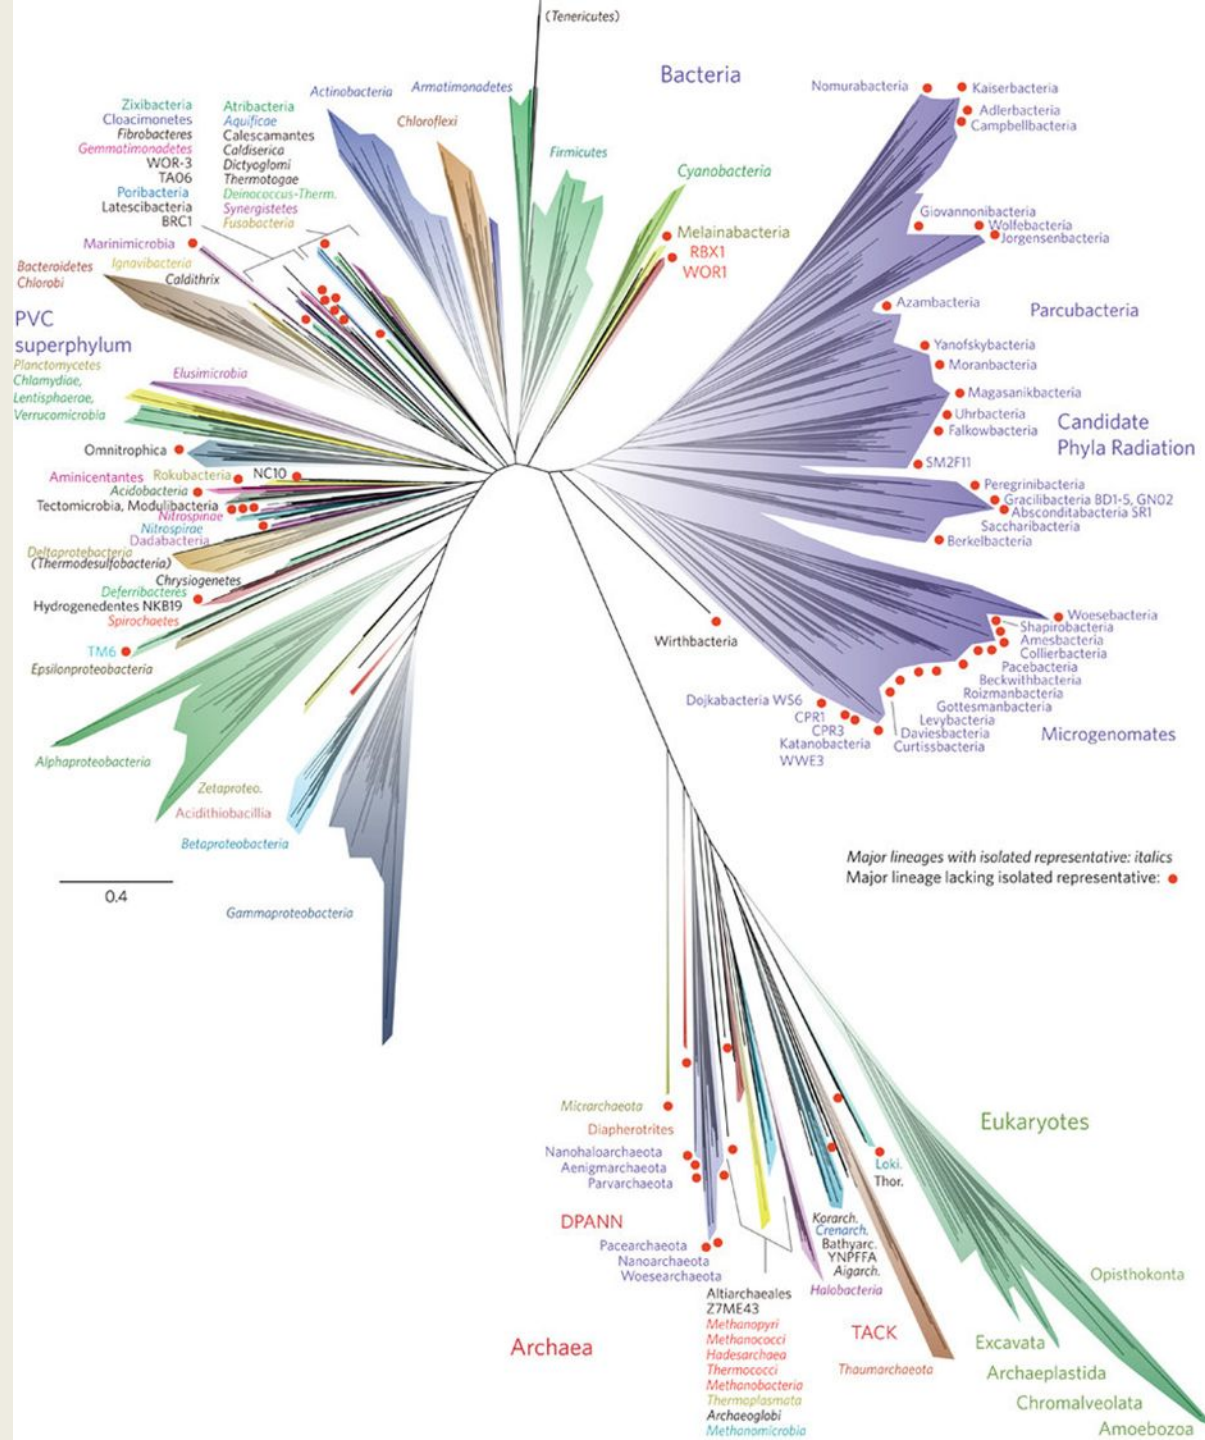 (Tenericutes)
Bacteria
Actinobacteria
Armatimonadetes
Nomurabacteria
Kaiserbacteria
Adlerbacteria
Campbellbacteria
Zixibacteria
Cloacimonetes
Fibrobacteres
Gemmatimonadetes
WOR-3
TA06
Poribacteria
Latescibacteria
BRC1
Atribacteria
Aquificae
Calescamantes
Caldiserica
Dictyoglomi
Thermotogae
Deinococcus-Therm.
Synergistetes
Fusobacteria
Chloroflexi
Firmicutes
Cyanobacteria
Melainabacteria
RBX1
WOR1
Giovannonibacteria
Wolfebacteria
Jorgensenbacteria
Marinimicrobia
Bacteroidetes
Chlorobi
Ignavibacteria
Caldithrix
Azambacteria
Parcubacteria
PVC
superphylum
Planctomycetes
Chlamydiae,
Lentisphaerae,
Verrucomicrobia
Elusimicrobia
Yanofskybacteria
Moranbacteria
Magasanikbacteria
Uhrbacteria
Falkowbacteria
Candidate
Phyla Radiation
SM2F11
Omnitrophica
Aminicentantes
Rokubacteria
NC10
Acidobacteria
Tectomicrobia, Modulibacteria
Nitrospinae
Nitrospirae
Dadabacteria
Deltaprotebacteria
(Thermodesulfobacteria)
Chrysiogenetes
Deferribacteres
Hydrogenedentes NKB19
Spirochaetes
TM6
Epsilonproteobacteria
Peregrinibacteria
Gracilibacteria BD1-5, GN02
Absconditabacteria SR1
Saccharibacteria
Berkelbacteria
Woesebacteria
Shapirobacteria
Amesbacteria
Collierbacteria
Pacebacteria
Beckwithbacteria
Roizmanbacteria
Gottesmanbacteria
Levybacteria
Daviesbacteria
Curtissbacteria
Microgenomates
Wirthbacteria
Dojkabacteria WS6
CPR1
CPR3
Katanobacteria
WWE3
Alphaproteobacteria
Zetaproteo.
Acidithiobacillia
Betaproteobacteria
Gammaproteobacteria
0.4
Major lineages with isolated representative: italics
Major lineage lacking isolated representative:
Micrarchaeota
Diapherotrites
Nanohaloarchaeota
Aenigmarchaeota
Parvarchaeota
DPANN
Pacearchaeota
Nanoarchaeota
Woesearchaeota
Archaea
Altiarchaeales
Z7ME43
Methanopyri
Methanococci
Hadesarchaea
Thermococci
Methanobacteria
Thermoplasmata
Archaeoglobi
Methanomicrobia
Halobacteria
Korarch.
Crenarch.
Bathyarc.
YNPFFA
Aigarch.
TACK
Thaumarchaeota
Loki.
Thor.
Eukaryotes
Opisthokonta
Excavata
Archaeplastida
Chromalveolata
Amoebozoa